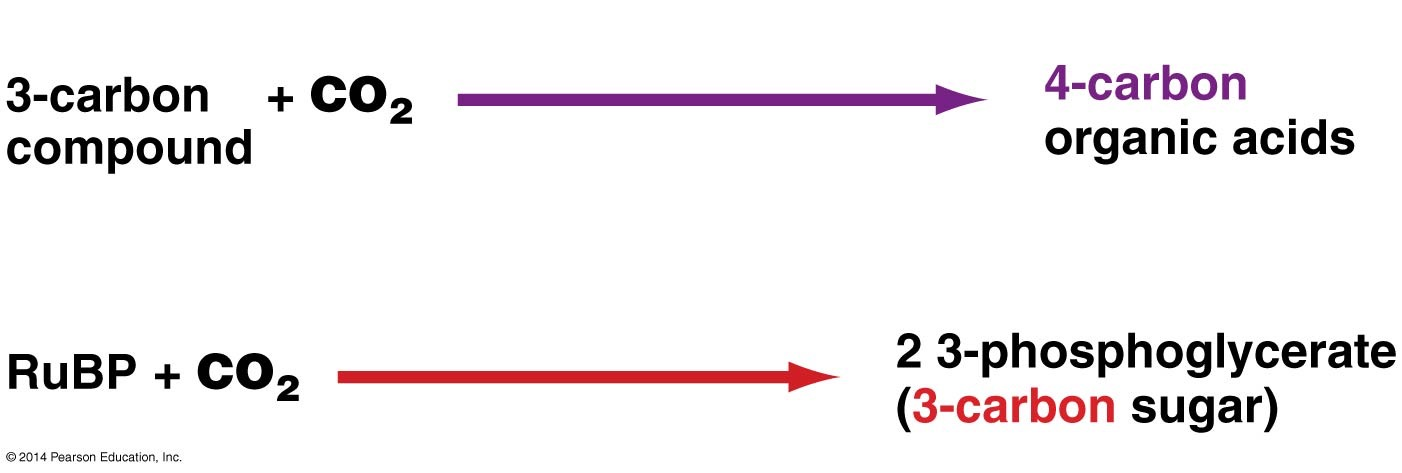 3-carbon + CO₂
compound
4-carbon
organic acids
RuBP + CO₂
2 3-phosphoglycerate
(3-carbon sugar)
© 2014 Pearson Education, Inc.